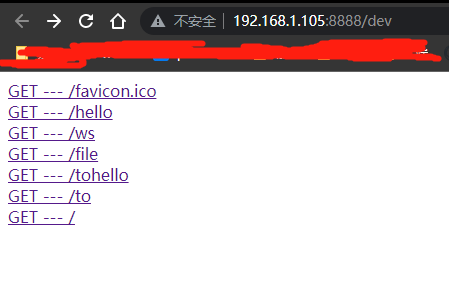 不安全 192.168.1.105:8888/dev
GET --- /favicon.ico
GET --- /hello
GET --- /ws
GET --- /file
GET --- /tohello
GET --- /to
GET --- /